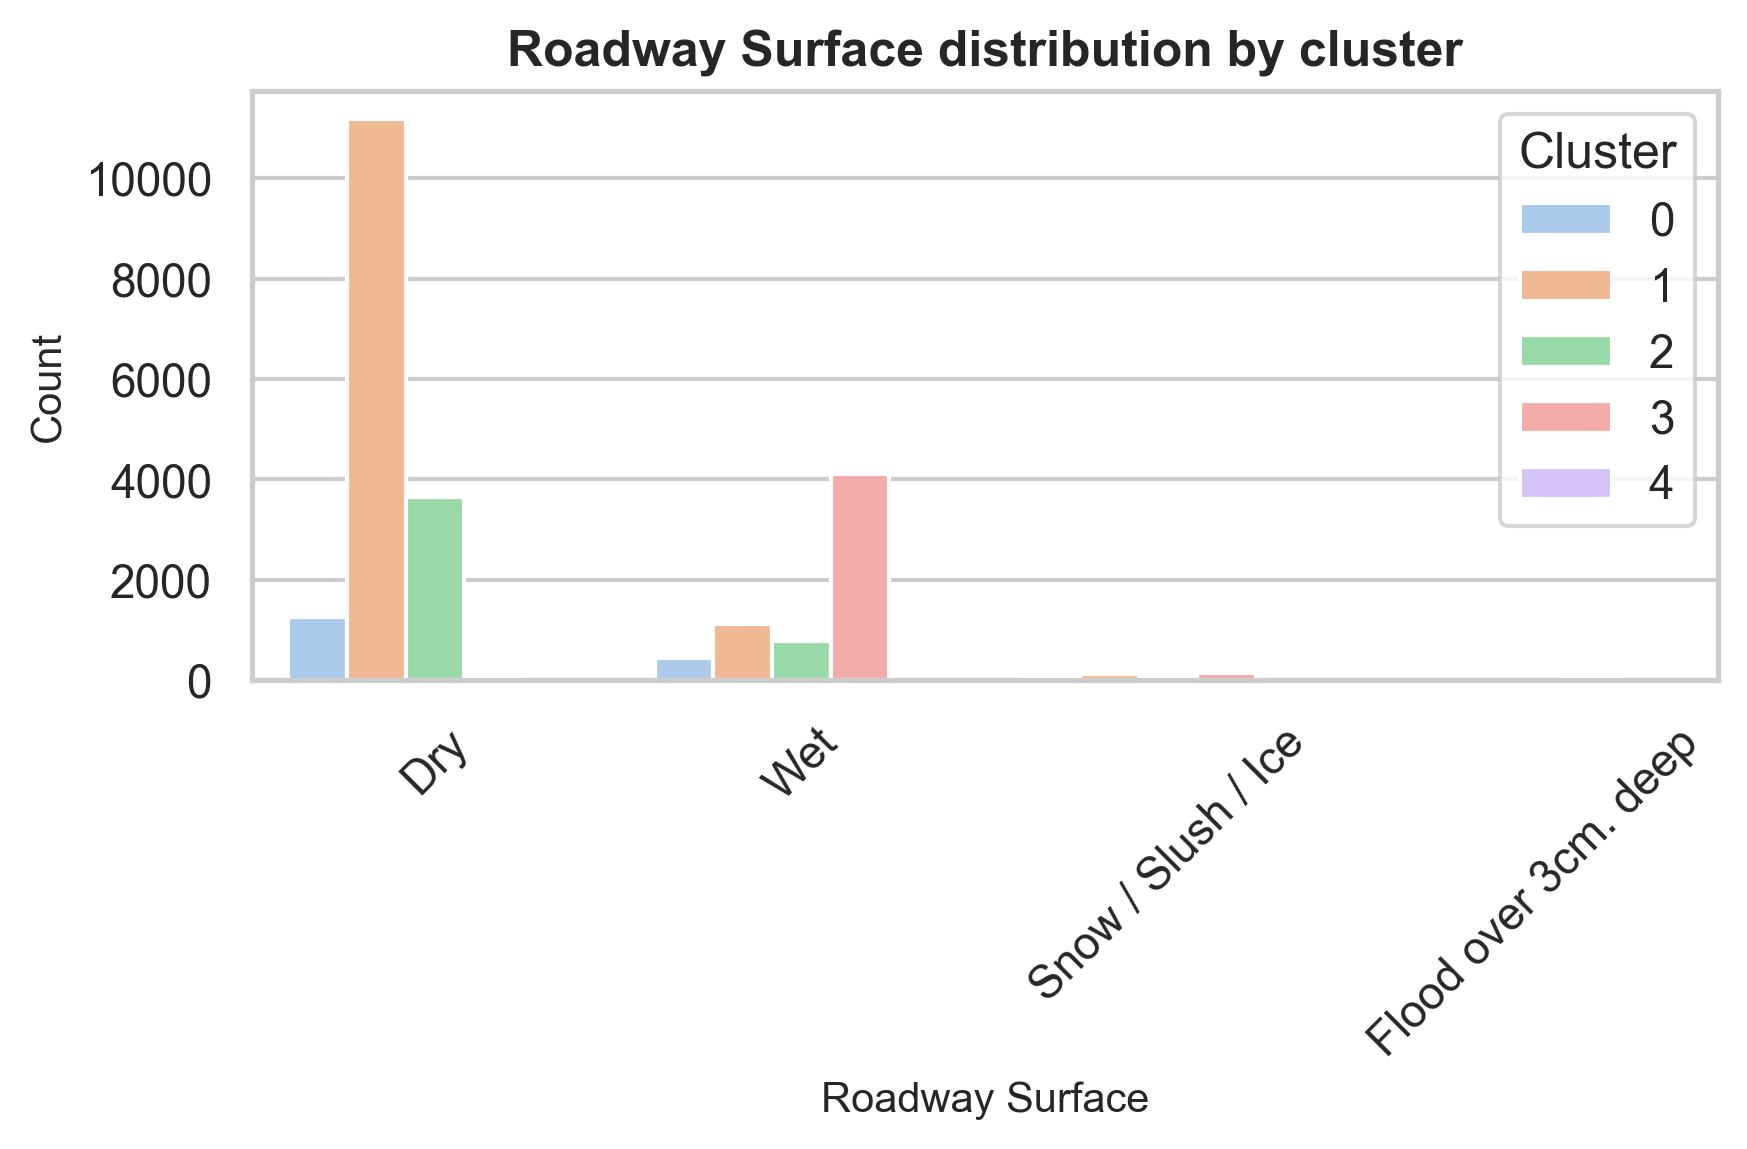 Roadway Surface distribution by cluster
Cluster
0
1
2
3
4
10000
8000
6000
4000
2000
0
Count
Dry
Wet
Snow / Slush / Ice
Flood over 3cm. deep
Roadway Surface